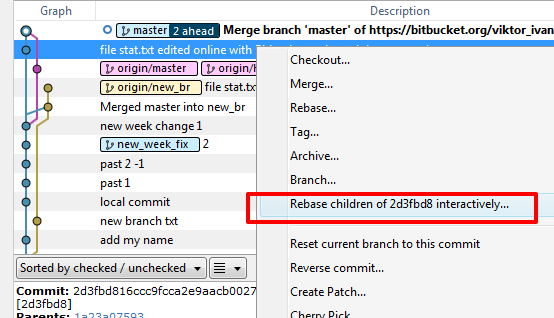 Graph Description
master 2 ahead Merge branch 'master' of https://bitbucket.org/viktor_ivan
file stat.txt edited online with
origin/master
origin/new_br file stat.txt
Merged master into new_br
new week change 1
new_week_fix 2
past 2 -1
past 1
local commit
new branch txt
add my name
Checkout...
Merge...
Rebase...
Tag...
Archive...
Branch...
Rebase children of 2d3fbd8 interactively...
Reset current branch to this commit
Reverse commit...
Create Patch...
Cherry Pick
Sorted by checked / unchecked
Commit: 2d3fbd816ccc9fcca2e9aacb0027
[2d3fbd8]
Parents: 1a23a07593